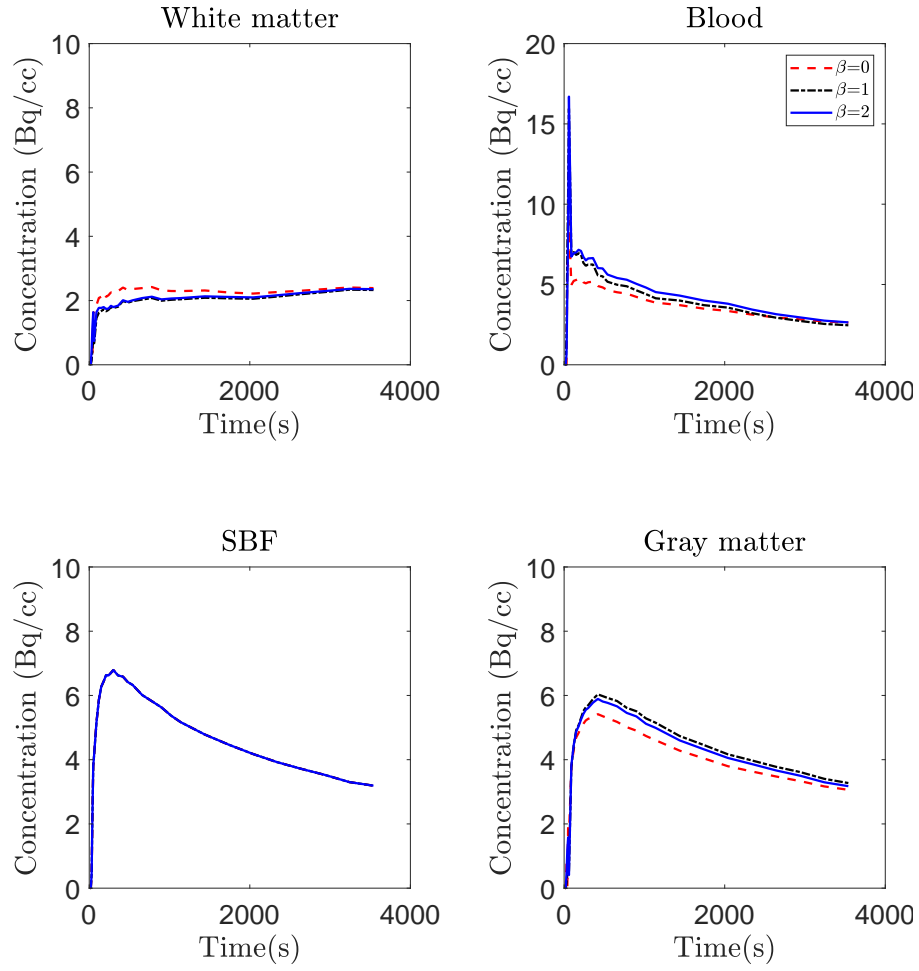 White matter
Concentration (Bq/cc)
10
8
6
4
2
0
0 2000 4000
Time(s)
Blood
Concentration (Bq/cc)
20
15
10
5
0
0 2000 4000
Time(s)
β=0
β=1
β=2
SBF
Concentration (Bq/cc)
10
8
6
4
2
0
0 2000 4000
Time(s)
Gray matter
Concentration (Bq/cc)
10
8
6
4
2
0
0 2000 4000
Time(s)